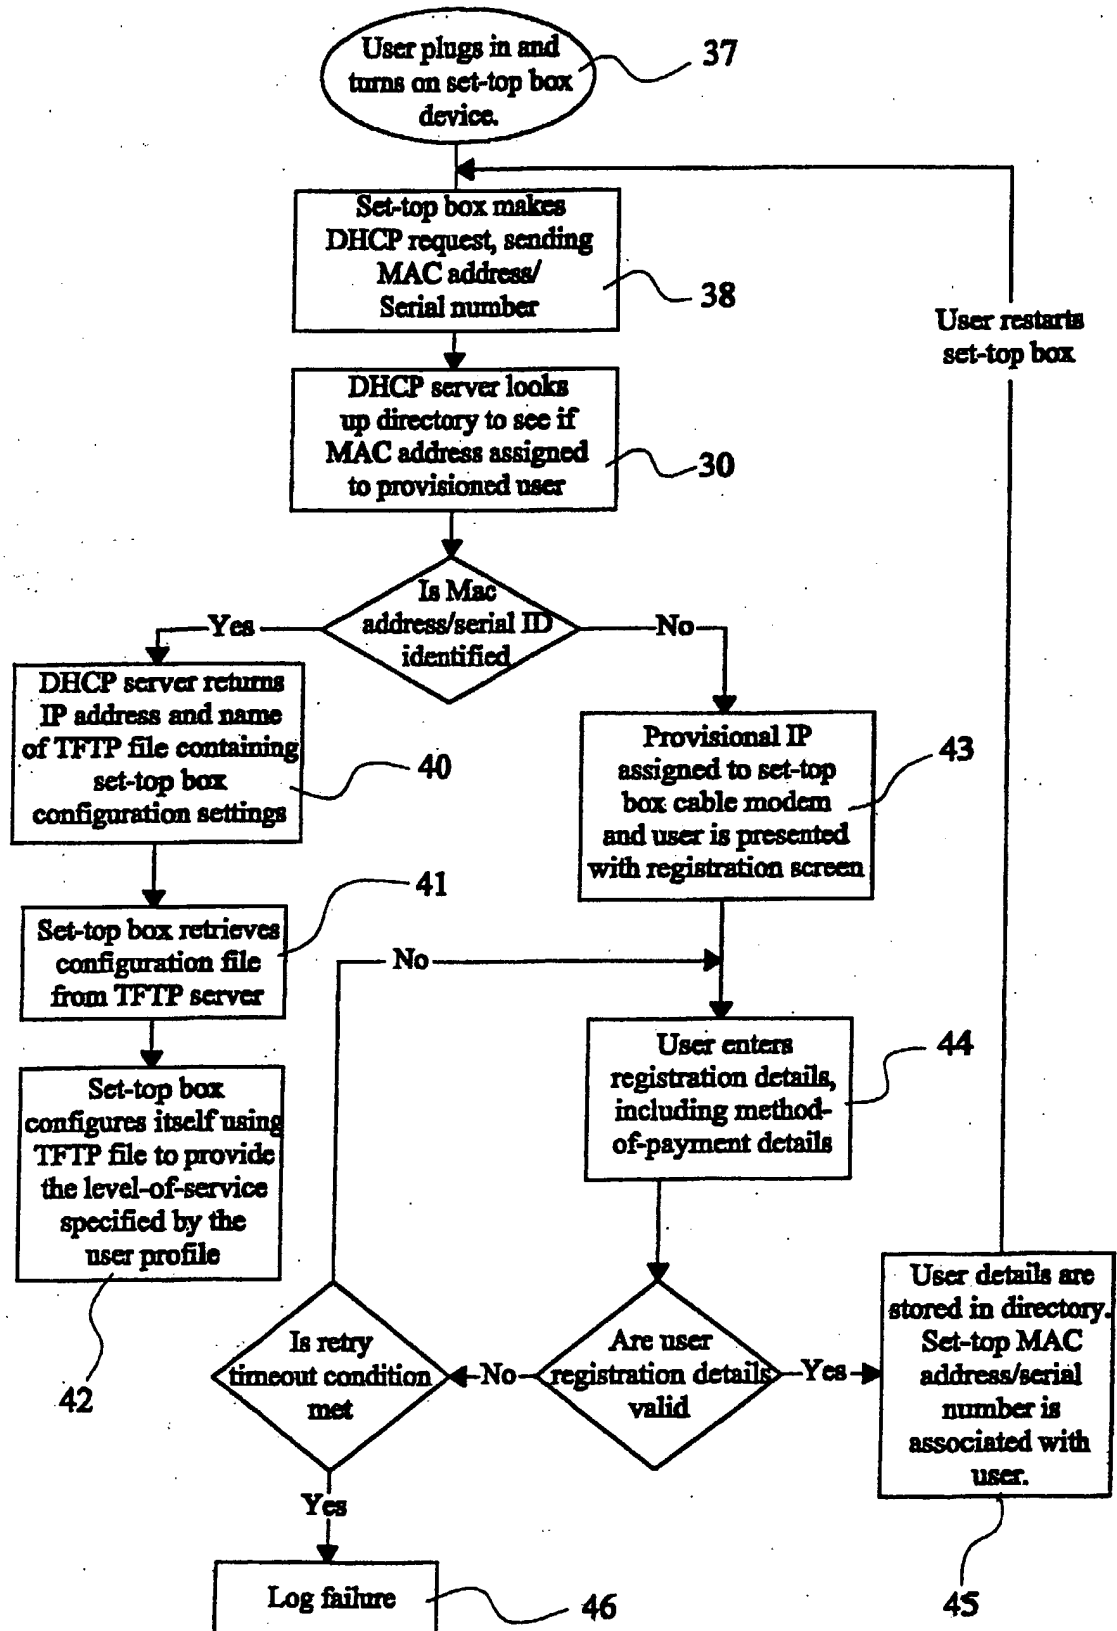 User plugs in and
turns on set-top box
device.
37
Set-top box makes
DHCP request, sending
MAC address/
Serial number
38
User restarts
set-top box
DHCP server looks
up directory to see if
MAC address assigned
to provisioned user
30
Is Mac
address/serial ID
identified
Yes
No
DHCP server returns
IP address and name
of TFTP file containing
set-top box
configuration settings
40
Provisional IP
assigned to set-top
box cable modem
and user is presented
with registration screen
43
41
Set-top box retrieves
configuration file
from TFTP server
No
User enters
registration details,
including method-
of-payment details
44
Set-top box
configures itself using
TFTP file to provide
the level-of-service
specified by the
user profile
42
Is retry
timeout condition
met
No
Are user
registration details
valid
Yes
User details are
stored in directory.
Set-top MAC
address/serial
number is
associated with
user.
45
Yes
Log failure
46